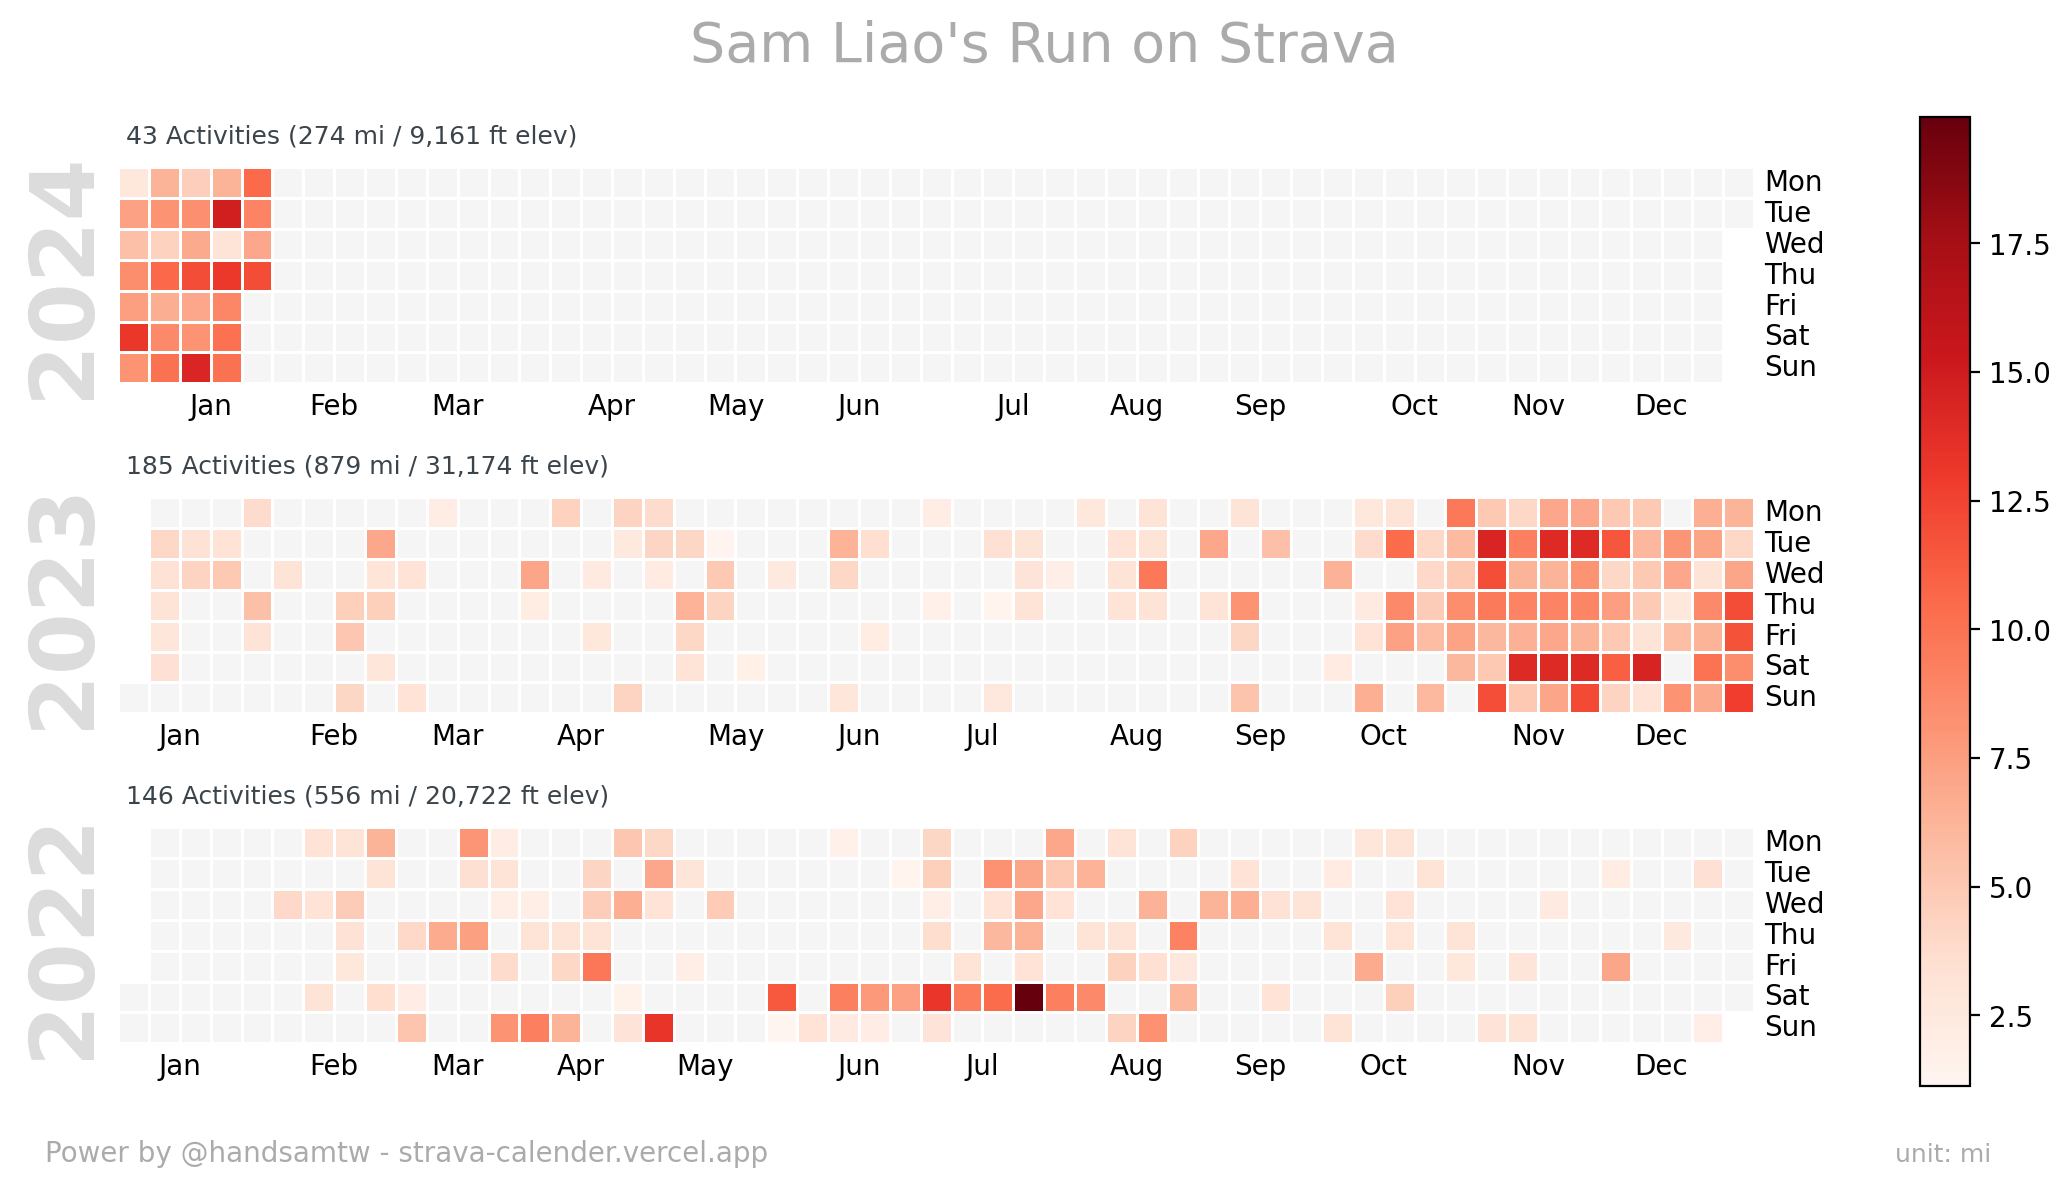 Sam Liao's Run on Strava
43 Activities (274 mi / 9,161 ft elev)
2024
Mon
Tue
Wed
Thu
Fri
Sat
Sun
Jan Feb Mar Apr May Jun Jul Aug Sep Oct Nov Dec
185 Activities (879 mi / 31,174 ft elev)
2023
Mon
Tue
Wed
Thu
Fri
Sat
Sun
Jan Feb Mar Apr May Jun Jul Aug Sep Oct Nov Dec
146 Activities (556 mi / 20,722 ft elev)
2022
Mon
Tue
Wed
Thu
Fri
Sat
Sun
Jan Feb Mar Apr May Jun Jul Aug Sep Oct Nov Dec
17.5
15.0
12.5
10.0
7.5
5.0
2.5
Power by @handsamtw - strava-calender.vercel.app
unit: mi